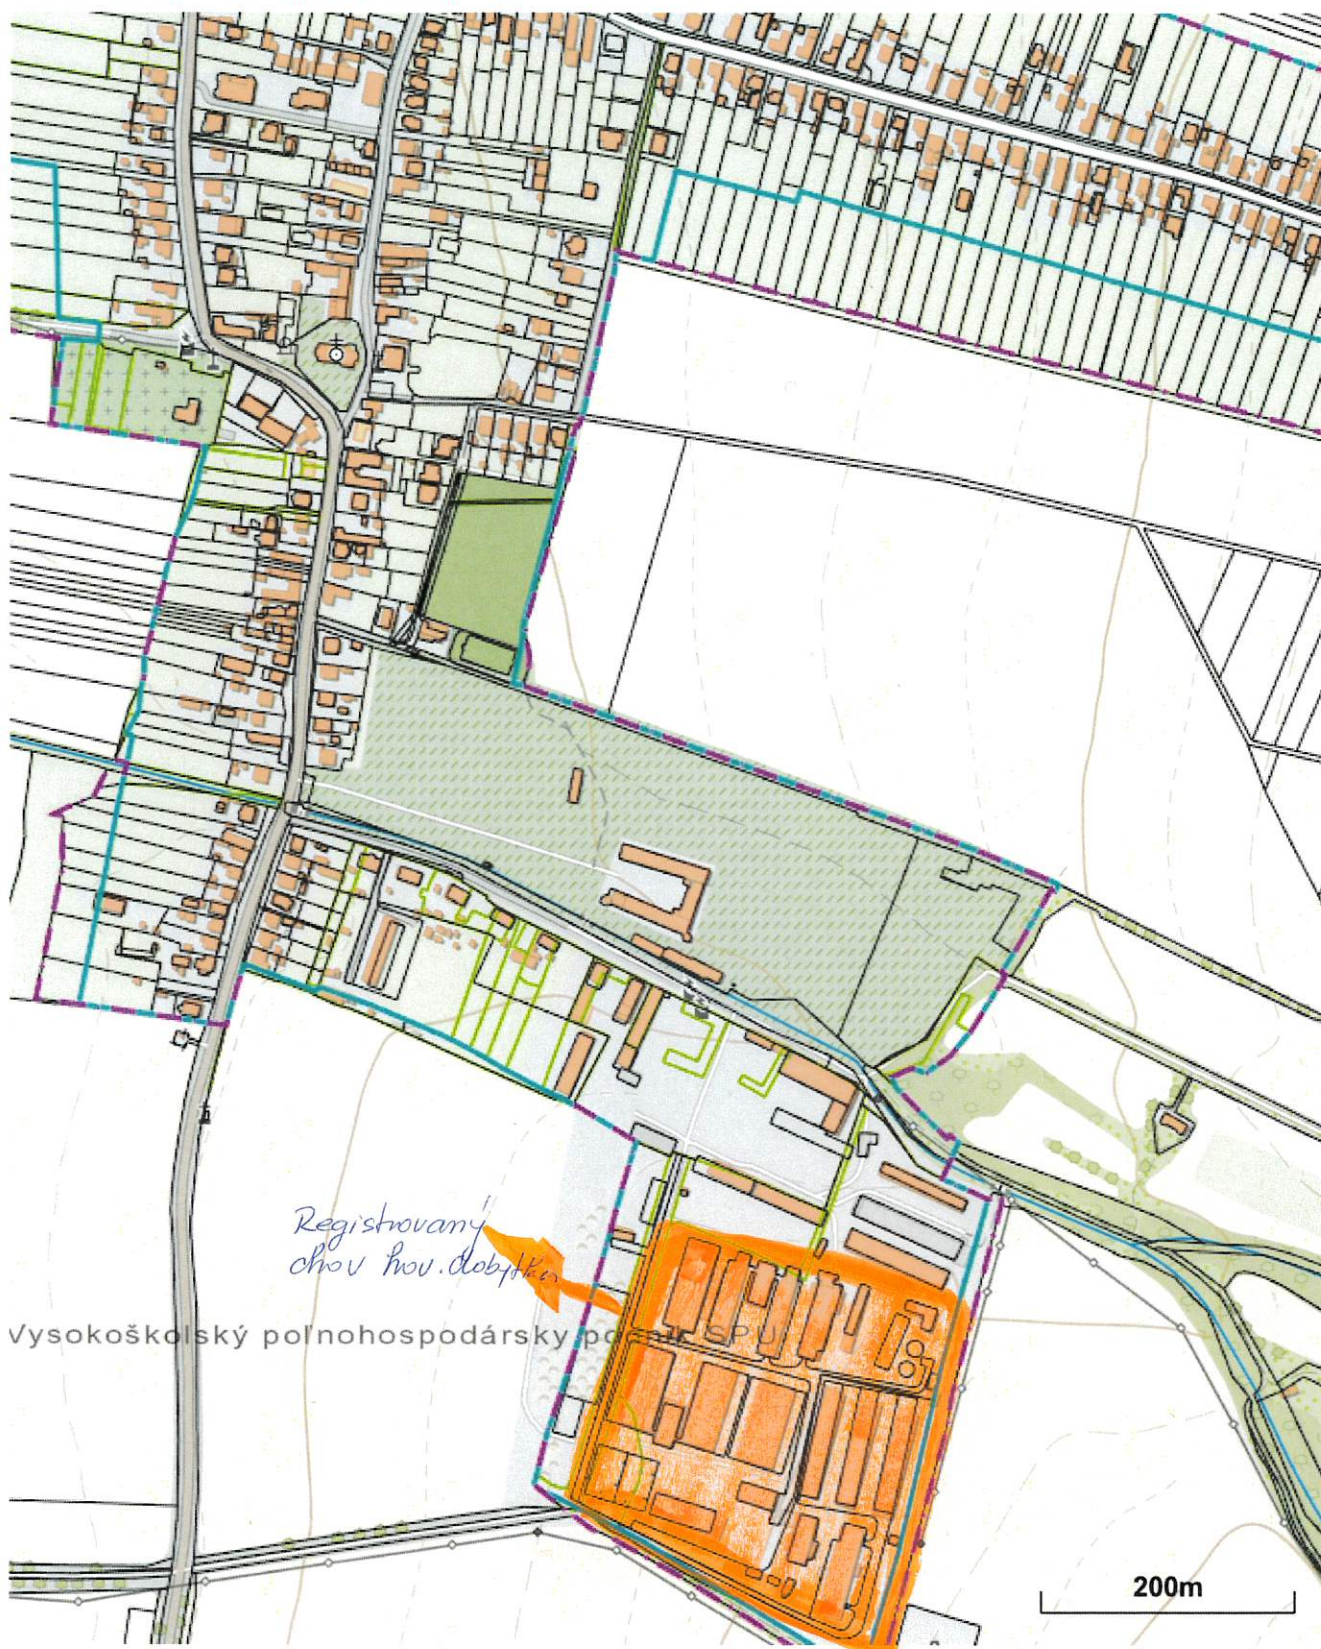 Registrovaný
chov hov. dobytka
Vysokoškolský poľnohospodársky podnik SPU
200m